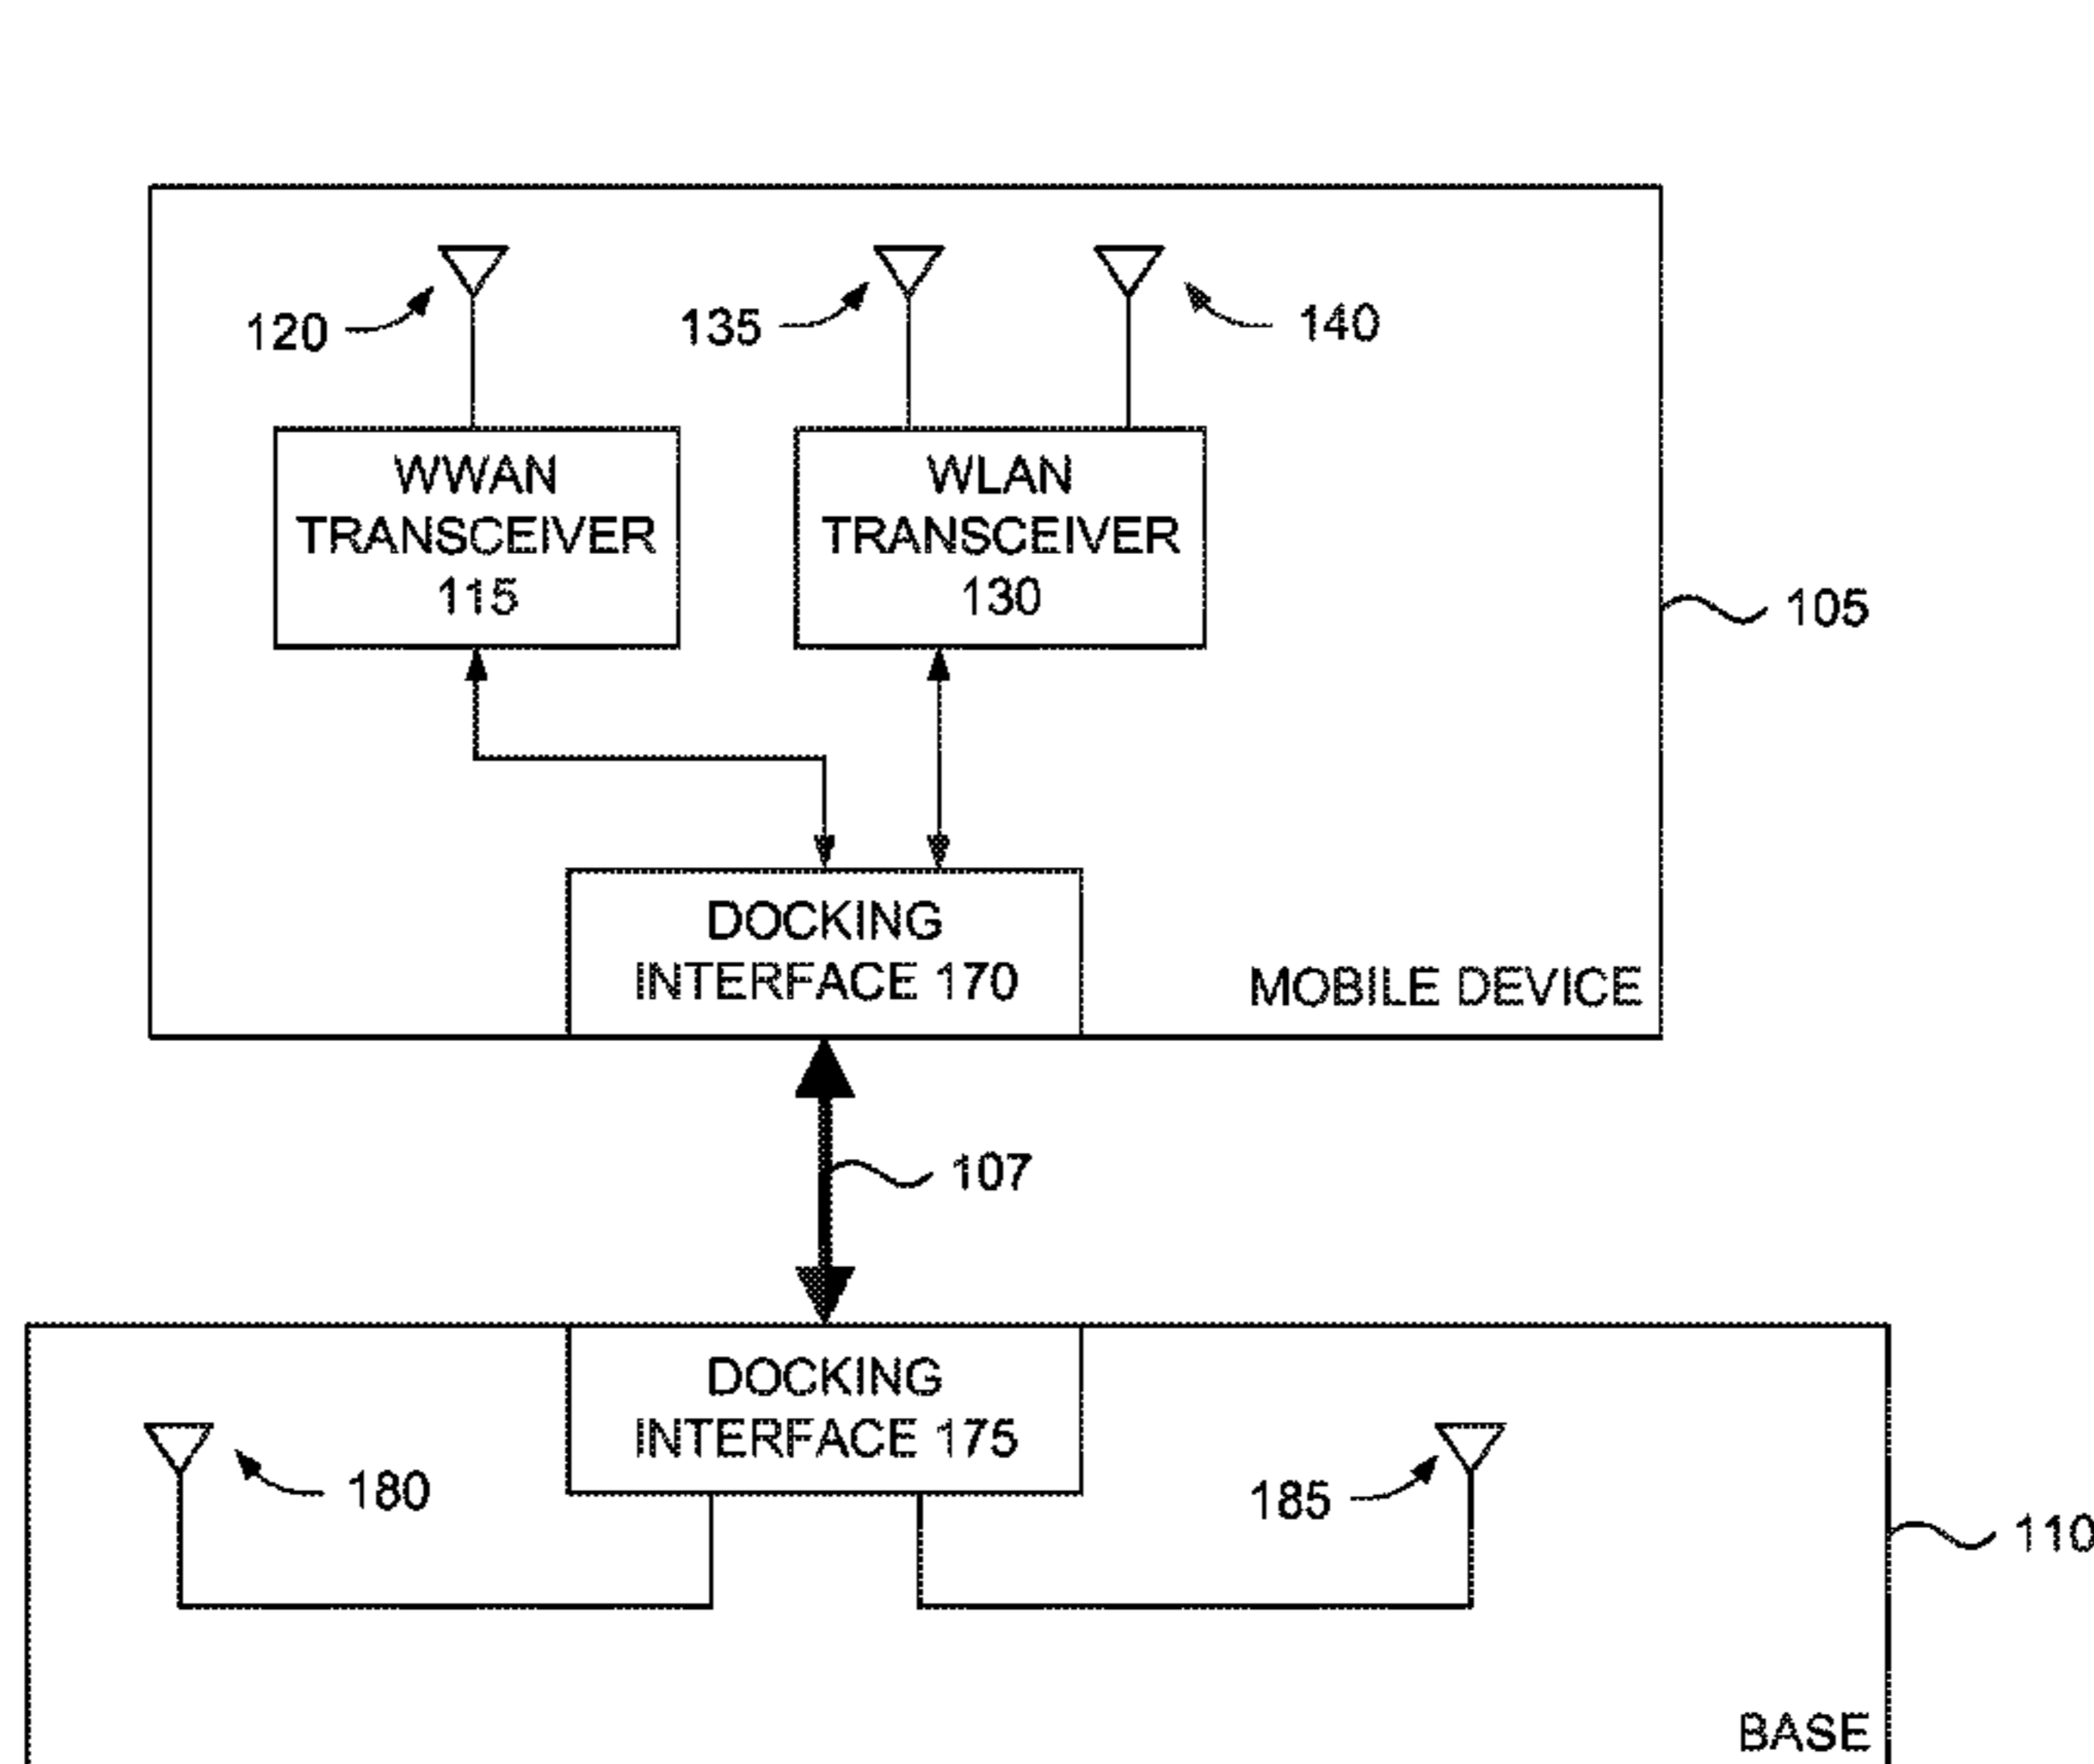 120
135
140
WWAN
TRANSCEIVER
115
WLAN
TRANSCEIVER
130
105
DOCKING
INTERFACE 170
MOBILE DEVICE
107
DOCKING
INTERFACE 175
180
185
110
BASE